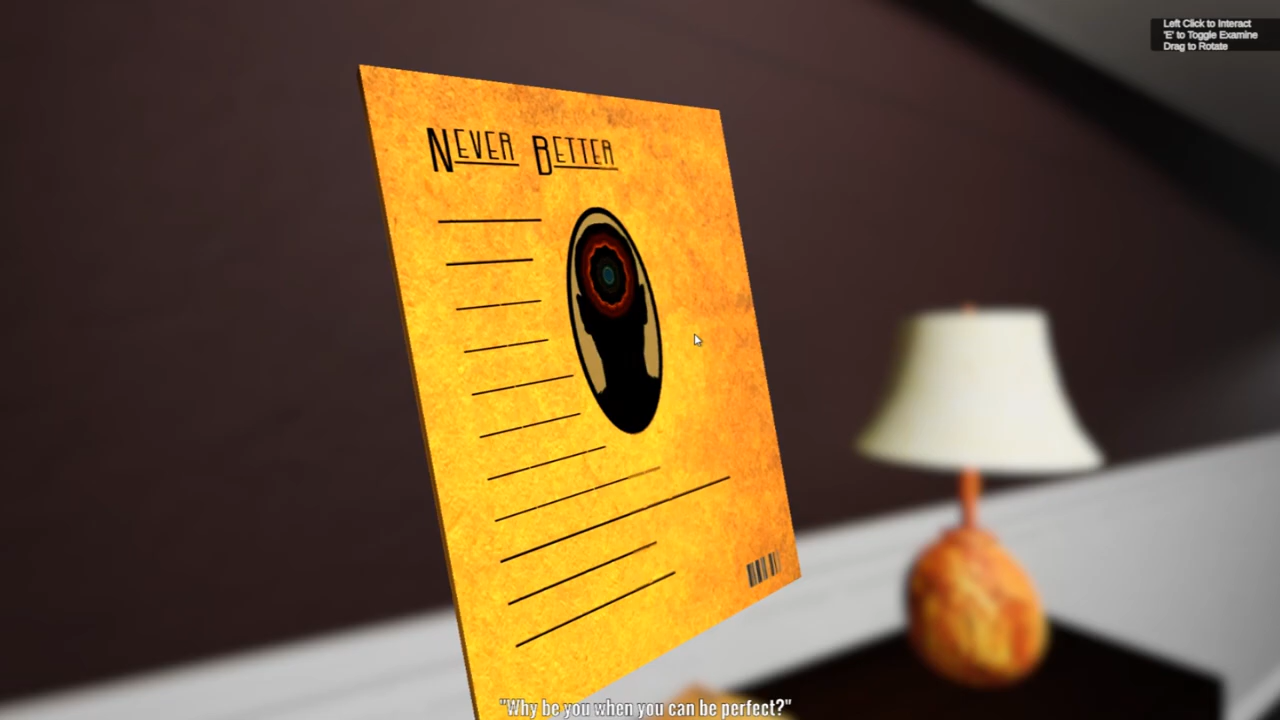 Left Click to Interact
'E' to Toggle Examine
Drag to Rotate
NEVER BETTER
"Why be you when you can be perfect?"